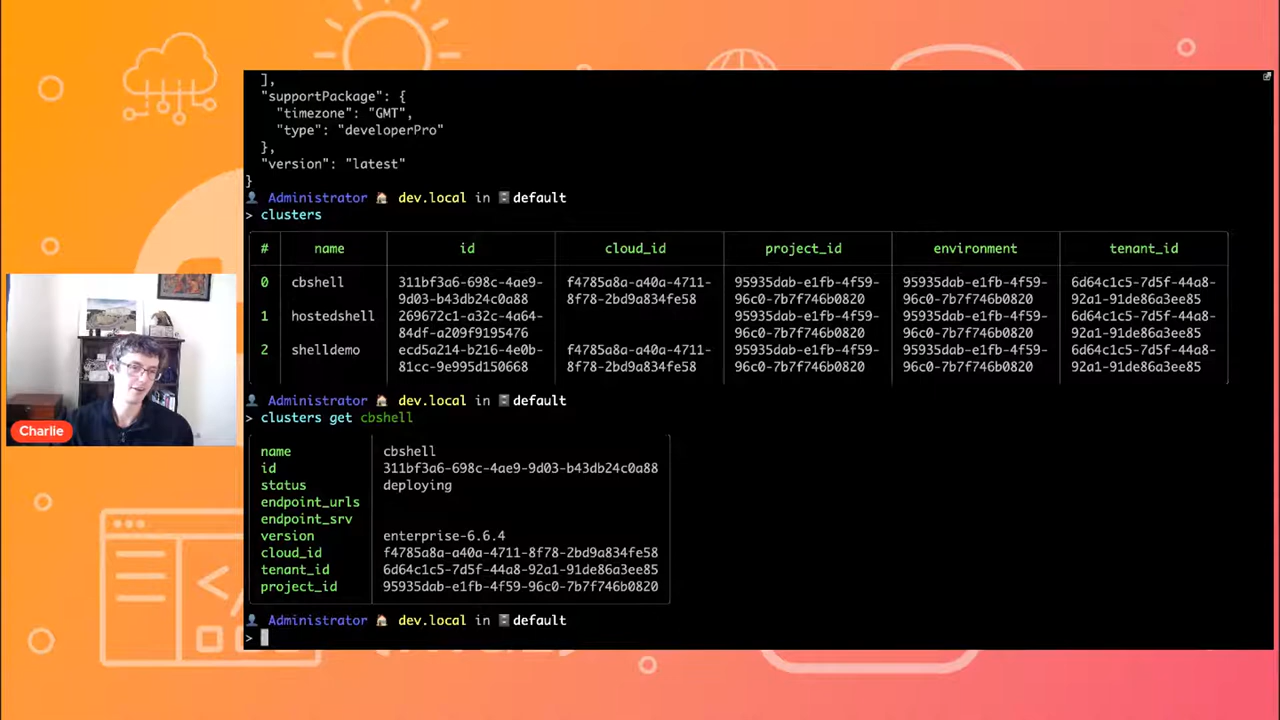 ],
"supportPackage": {
"timezone": "GMT",
"type": "developerPro"
},
"version": "latest"
}
Administrator dev.local in default
> clusters
# name id cloud_id project_id environment tenant_id
0 cbshell 311bf3a6-698c-4ae9- f4785a8a-a40a-4711- 95935dab-e1fb-4f59- 95935dab-e1fb-4f59- 6d64c1c5-7d5f-44a8-
9d03-b43db24c0a88 8f78-2bd9a834fe58 96c0-7b7f746b0820 96c0-7b7f746b0820 92a1-91de86a3ee85
1 hostedshell 269672c1-a32c-4a64- 95935dab-e1fb-4f59- 95935dab-e1fb-4f59- 6d64c1c5-7d5f-44a8-
84df-a209f9195476 96c0-7b7f746b0820 96c0-7b7f746b0820 92a1-91de86a3ee85
2 shelldemo ecd5a214-b216-4e0b- f4785a8a-a40a-4711- 95935dab-e1fb-4f59- 95935dab-e1fb-4f59- 6d64c1c5-7d5f-44a8-
81cc-9e995d150668 8f78-2bd9a834fe58 96c0-7b7f746b0820 96c0-7b7f746b0820 92a1-91de86a3ee85
Administrator dev.local in default
> clusters get cbshell
name cbshell
id 311bf3a6-698c-4ae9-9d03-b43db24c0a88
status deploying
endpoint_urls
endpoint_srv
version enterprise-6.6.4
cloud_id f4785a8a-a40a-4711-8f78-2bd9a834fe58
tenant_id 6d64c1c5-7d5f-44a8-92a1-91de86a3ee85
project_id 95935dab-e1fb-4f59-96c0-7b7f746b0820
Administrator dev.local in default
>
Charlie